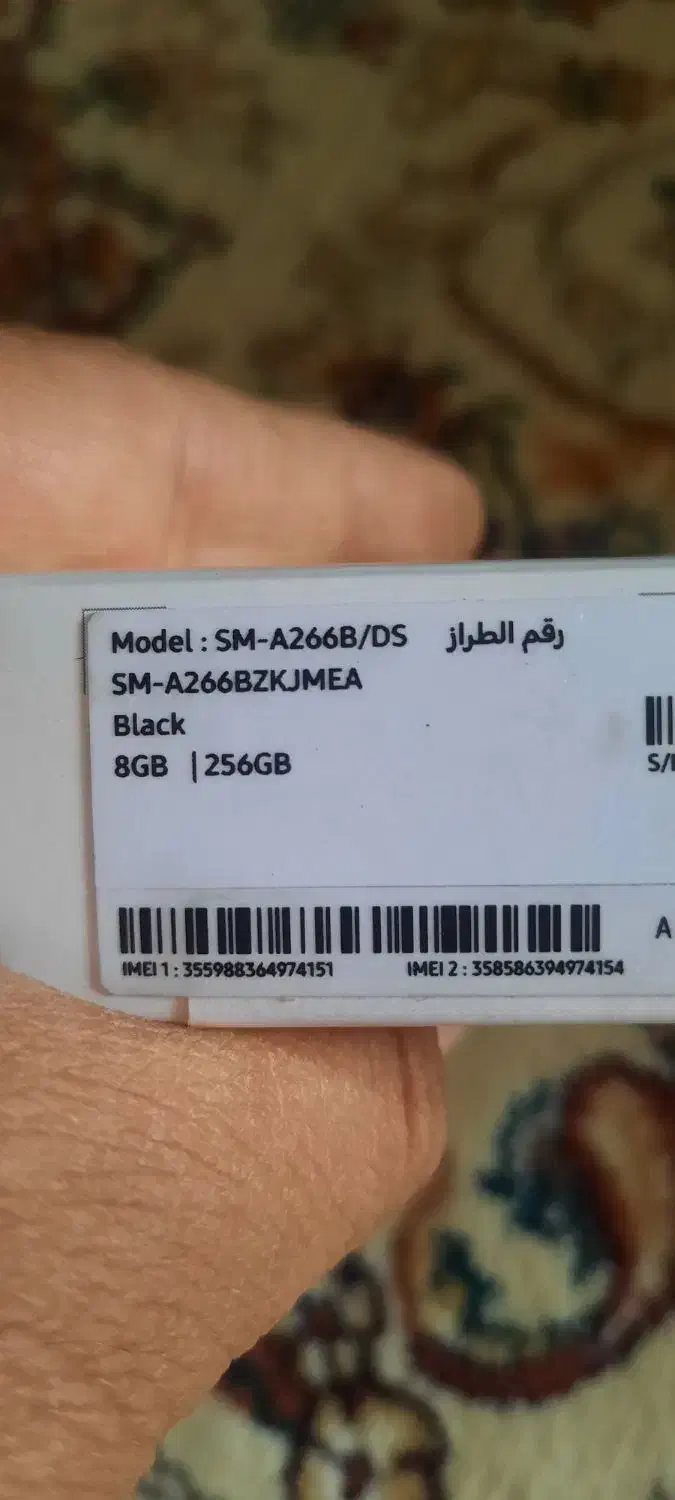 Model : SM-A266B/DS رقم الطراز
SM-A266BZKJMEA
Black
8GB | 256GB
IMEI 1 : 355988364974151
IMEI 2 : 358586394974154